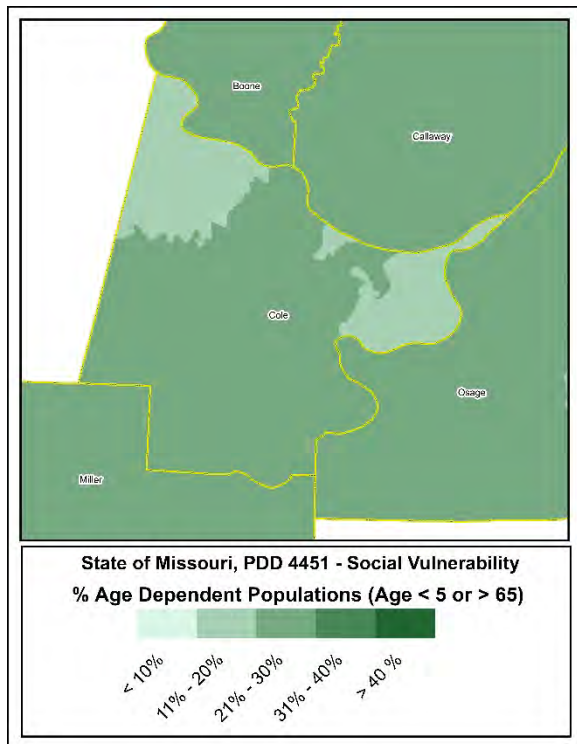 Boone
Callaway
Cole
Osage
Miller
State of Missouri, PDD 4451 - Social Vulnerability
% Age Dependent Populations (Age < 5 or > 65)
< 10%
11% - 20%
21% - 30%
31% - 40%
> 40 %